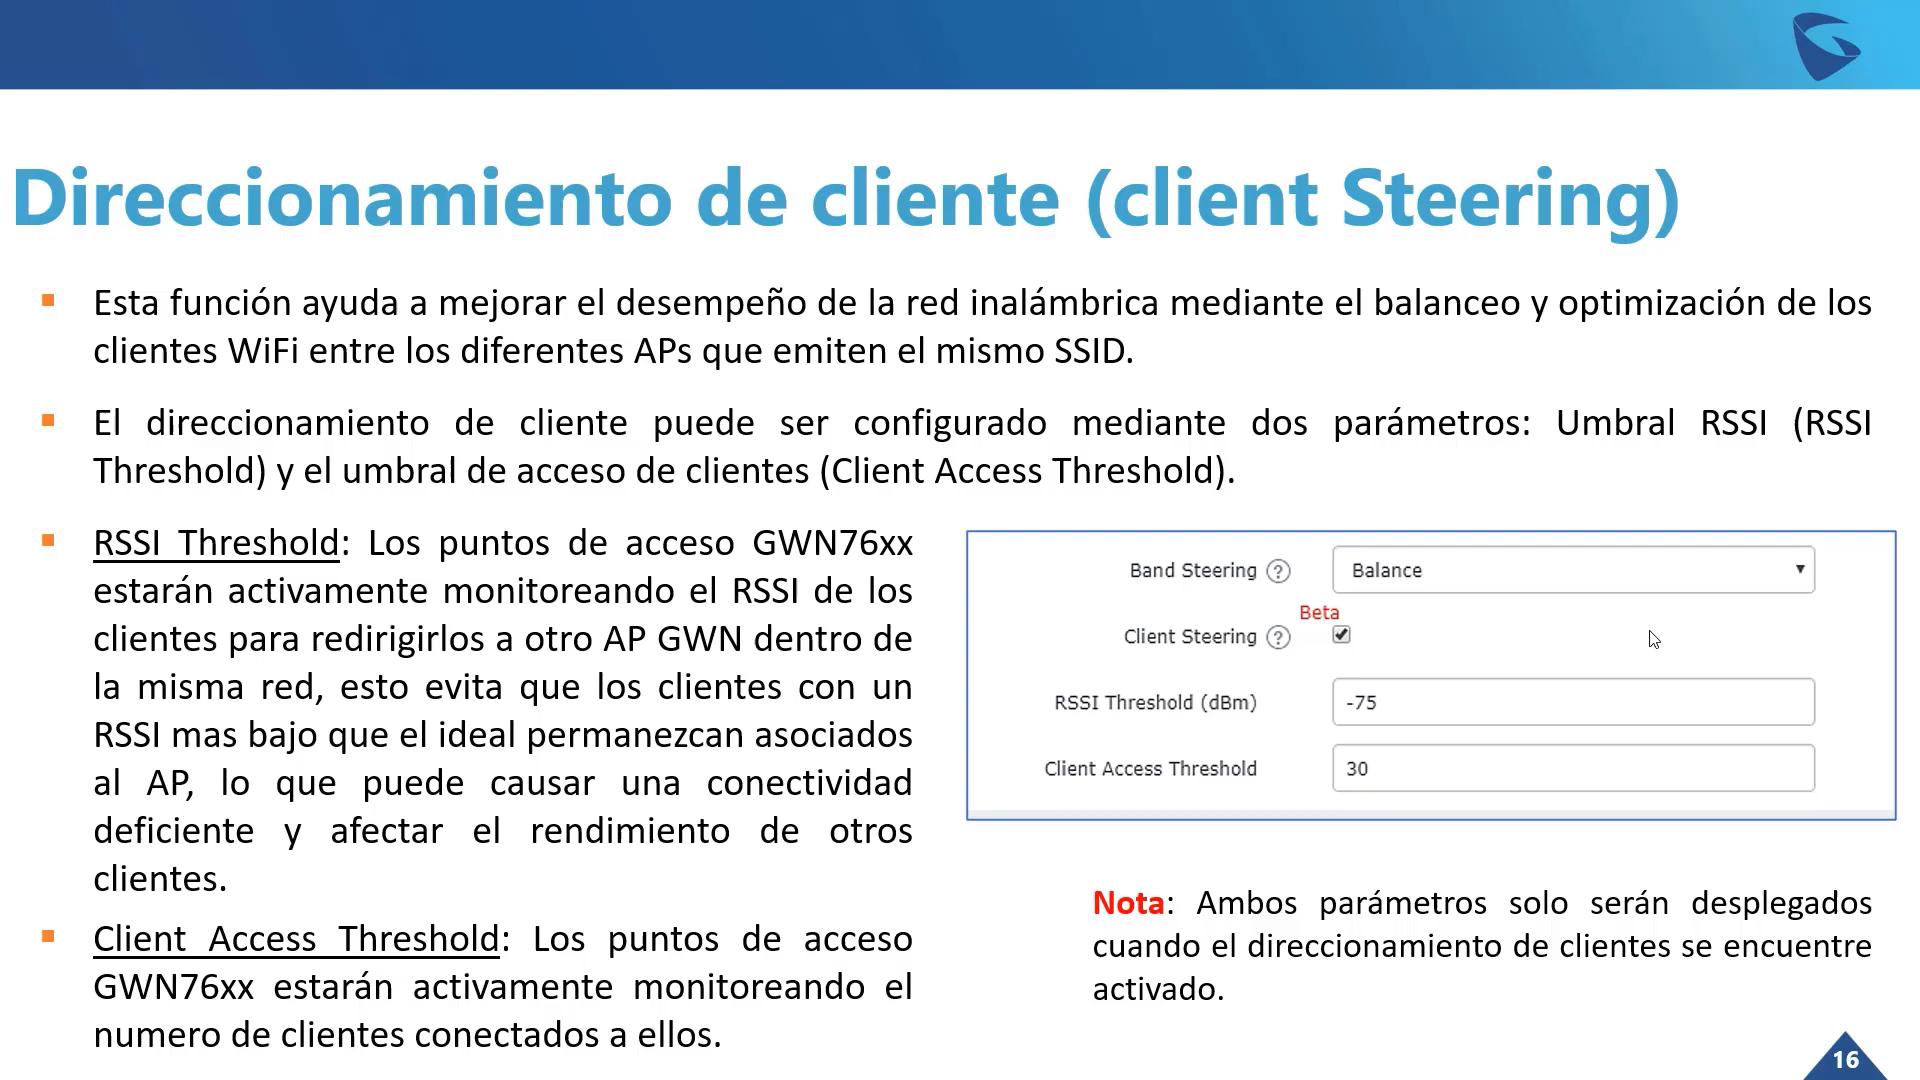 Direccionamiento de cliente (client Steering)
Esta función ayuda a mejorar el desempeño de la red inalámbrica mediante el balanceo y optimización de los
clientes WiFi entre los diferentes APs que emiten el mismo SSID.
El direccionamiento de cliente puede ser configurado mediante dos parámetros: Umbral RSSI (RSSI
Threshold) y el umbral de acceso de clientes (Client Access Threshold).
RSSI Threshold: Los puntos de acceso GWN76xx
estarán activamente monitoreando el RSSI de los
clientes para redirigirlos a otro AP GWN dentro de
la misma red, esto evita que los clientes con un
RSSI mas bajo que el ideal permanezcan asociados
al AP, lo que puede causar una conectividad
deficiente y afectar el rendimiento de otros
clientes.
Client Access Threshold: Los puntos de acceso
GWN76xx estarán activamente monitoreando el
numero de clientes conectados a ellos.
Band Steering ? Balance
Beta
Client Steering ?
RSSI Threshold (dBm) -75
Client Access Threshold 30
Nota: Ambos parámetros solo serán desplegados
cuando el direccionamiento de clientes se encuentre
activado.
16